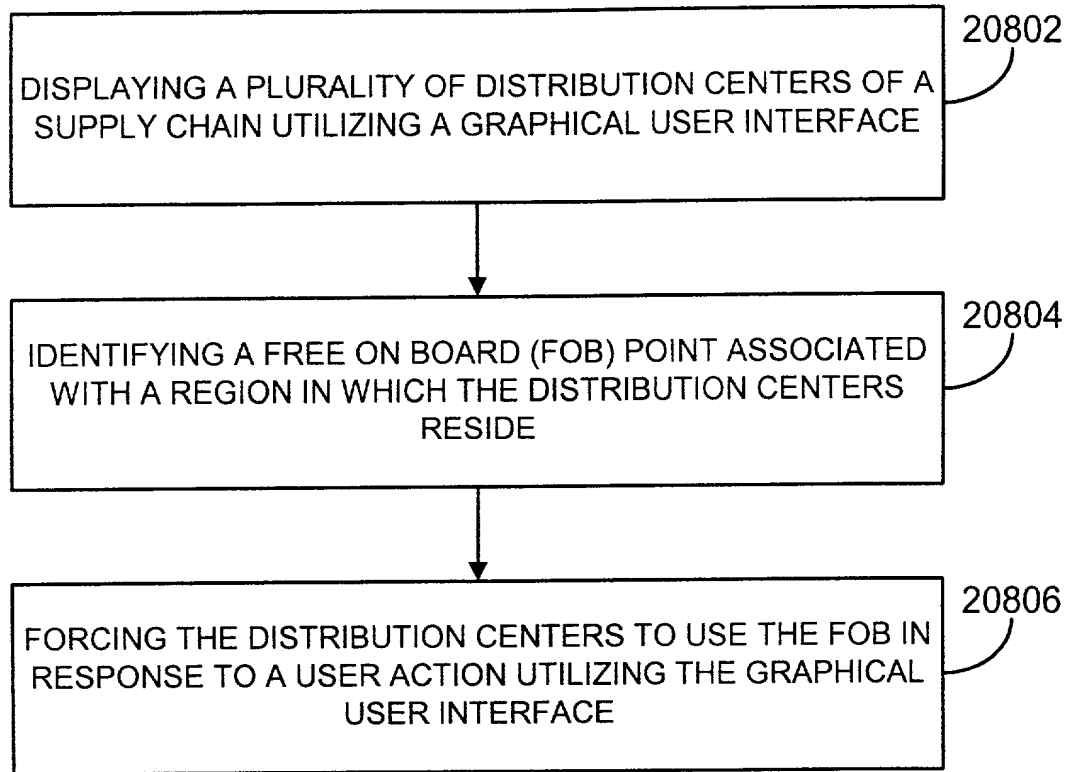 20802
DISPLAYING A PLURALITY OF DISTRIBUTION CENTERS OF A
SUPPLY CHAIN UTILIZING A GRAPHICAL USER INTERFACE
20804
IDENTIFYING A FREE ON BOARD (FOB) POINT ASSOCIATED
WITH A REGION IN WHICH THE DISTRIBUTION CENTERS
RESIDE
20806
FORCING THE DISTRIBUTION CENTERS TO USE THE FOB IN
RESPONSE TO A USER ACTION UTILIZING THE GRAPHICAL
USER INTERFACE